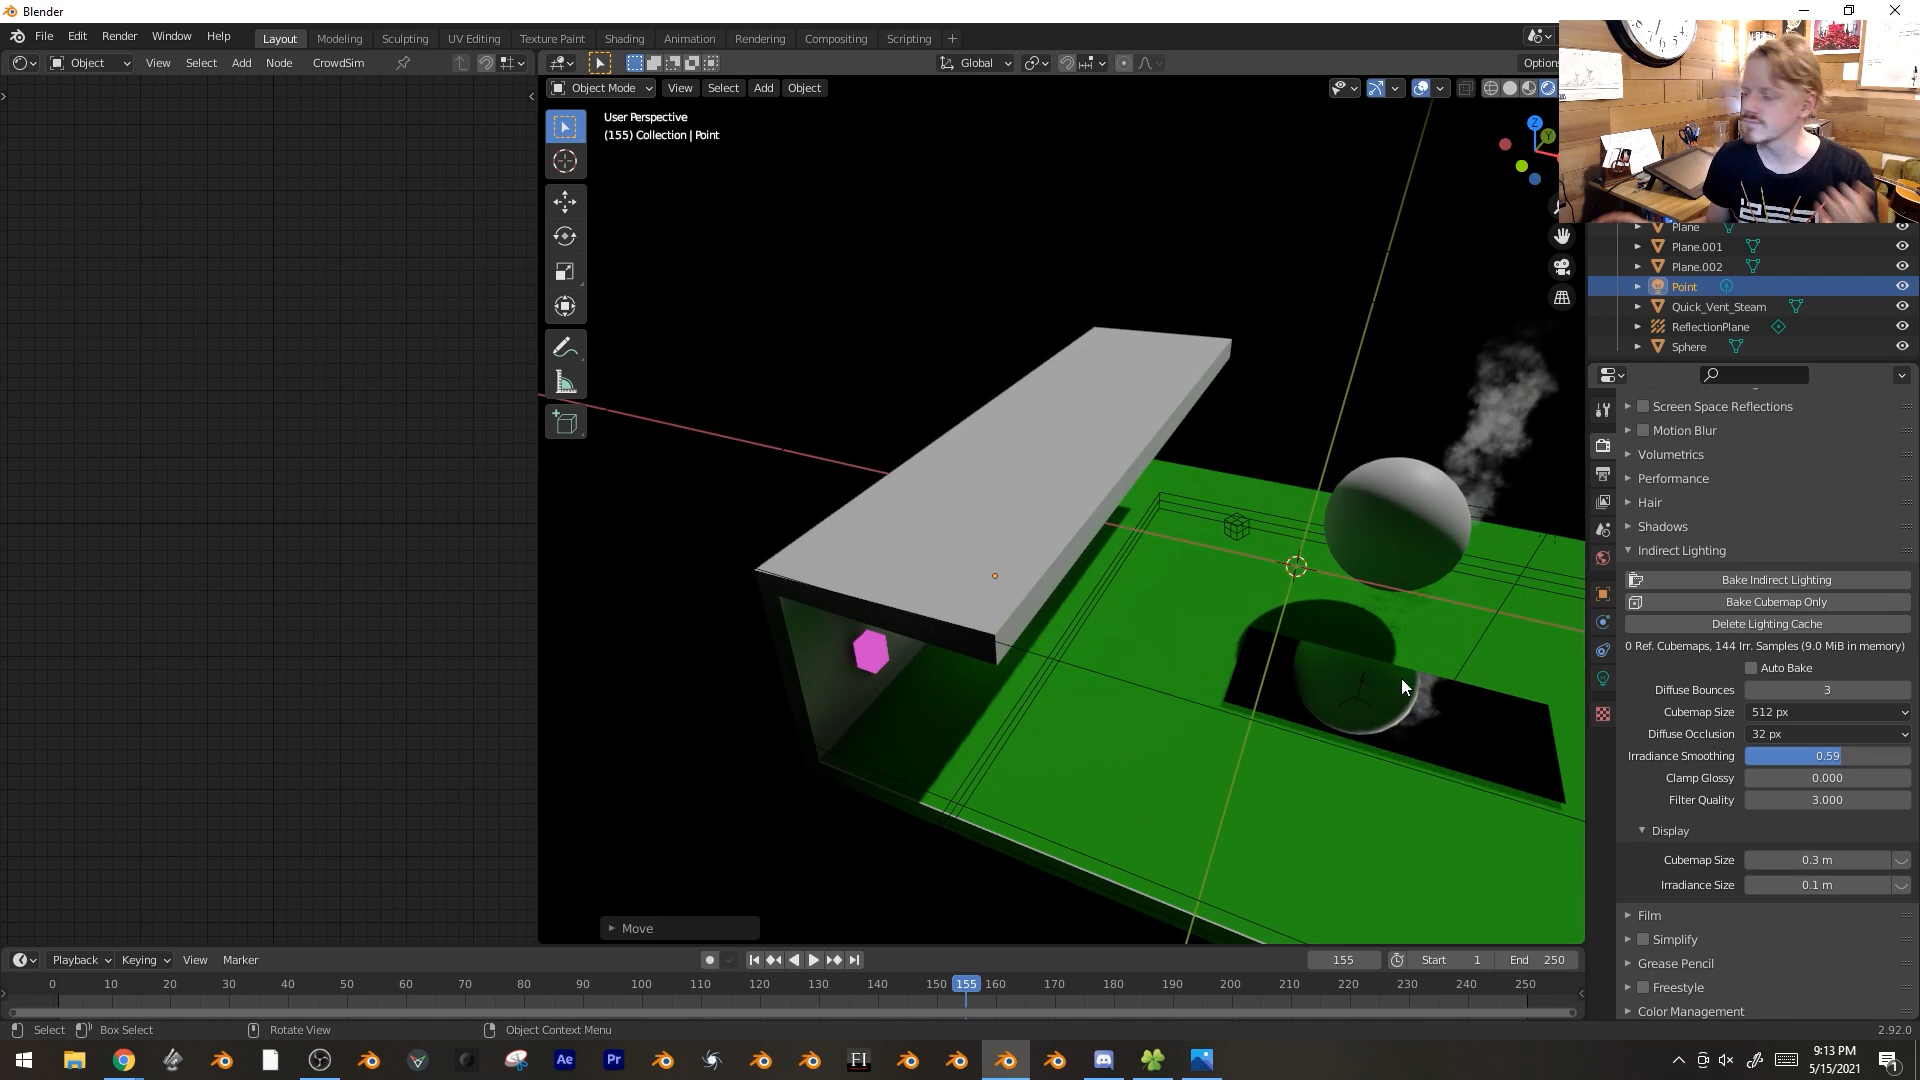 Blender
File Edit Render Window Help Layout Modeling Sculpting UV Editing Texture Paint Shading Animation Rendering Compositing Scripting +
Object View Select Add Node CrowdSim Global Options
Object Mode View Select Add Object
User Perspective
(155) Collection | Point
Z
Y
Plane
Plane.001
Plane.002
Point
Quick_Vent_Steam
ReflectionPlane
Sphere
Screen Space Reflections
Motion Blur
Volumetrics
Performance
Hair
Shadows
Indirect Lighting
Bake Indirect Lighting
Bake Cubemap Only
Delete Lighting Cache
0 Ref. Cubemaps, 144 Irr. Samples (9.0 MiB in memory)
Auto Bake
Diffuse Bounces 3
Cubemap Size 512 px
Diffuse Occlusion 32 px
Irradiance Smoothing 0.59
Clamp Glossy 0.000
Filter Quality 3.000
Display
Cubemap Size 0.3 m
Irradiance Size 0.1 m
Film
Simplify
Grease Pencil
Freestyle
Color Management
Move
Playback Keying View Marker 155 Start 1 End 250
0 10 20 30 40 50 60 70 80 90 100 110 120 130 140 150 155 160 170 180 190 200 210 220 230 240 250
Select Box Select Rotate View Object Context Menu 2.92.0
Ae Pr FI
9:13 PM
5/15/2021
1